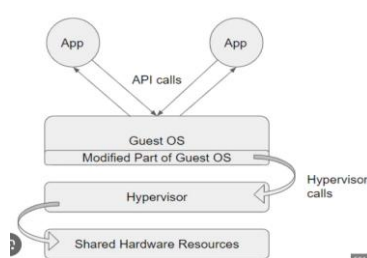 App
App
API calls
Guest OS
Modified Part of Guest OS
Hypervisor
calls
Hypervisor
Shared Hardware Resources